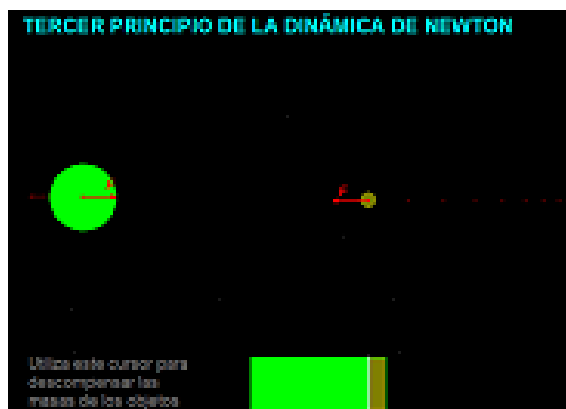 TERCER PRINCIPIO DE LA DINÁMICA DE NEWTON
F
Utiliza este cursor para
descompensar las
masas de los objetos